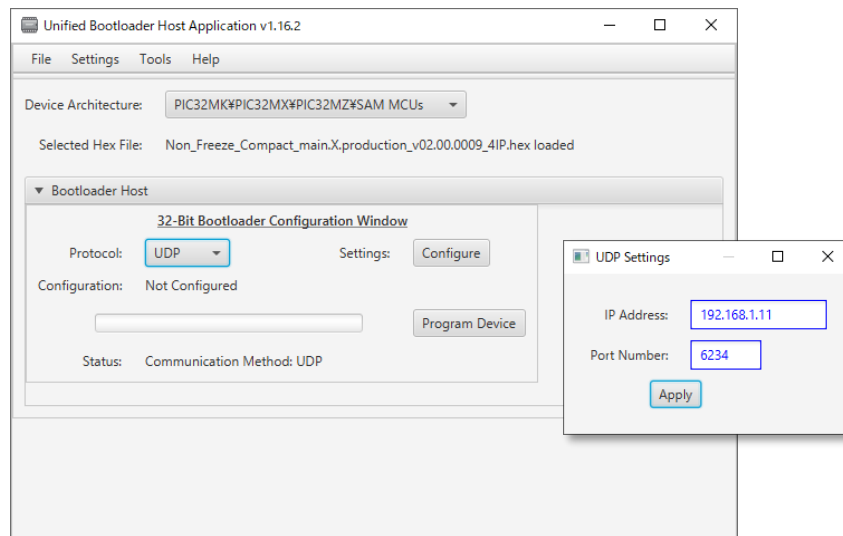 Unified Bootloader Host Application v1.16.2
File Settings Tools Help
Device Architecture: PIC32MK¥PIC32MX¥PIC32MZ¥SAM MCUs
Selected Hex File: Non_Freeze_Compact_main.X.production_v02.00.0009_4IP.hex loaded
Bootloader Host
32-Bit Bootloader Configuration Window
Protocol: UDP Settings: Configure
Configuration: Not Configured
Program Device
Status: Communication Method: UDP
UDP Settings
IP Address: 192.168.1.11
Port Number: 6234
Apply